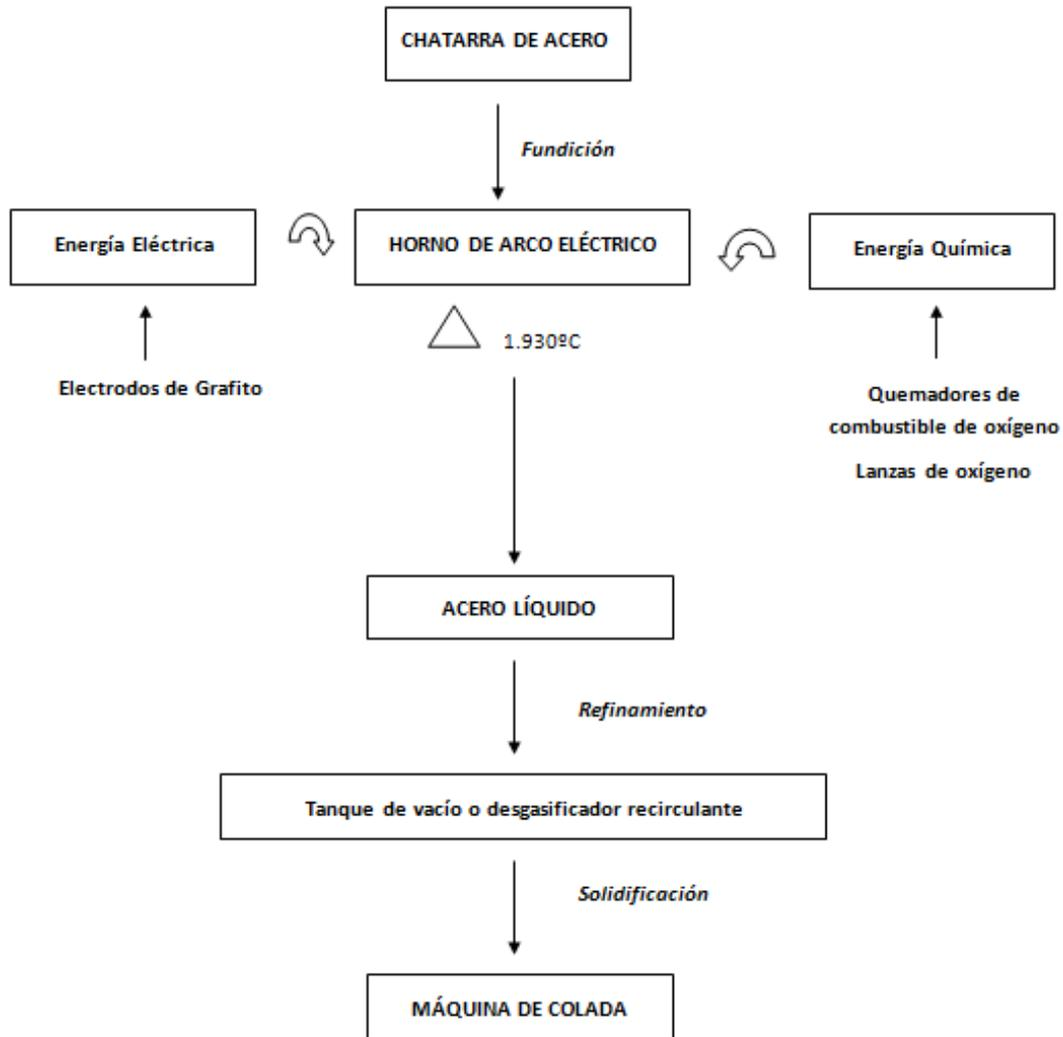 CHATARRA DE ACERO
Fundición
Energía Eléctrica
HORNO DE ARCO ELÉCTRICO
Energía Química
1.930ºC
Electrodos de Grafito
Quemadores de
combustible de oxígeno
Lanzas de oxígeno
ACERO LÍQUIDO
Refinamiento
Tanque de vacío o desgasificador recirculante
Solidificación
MÁQUINA DE COLADA